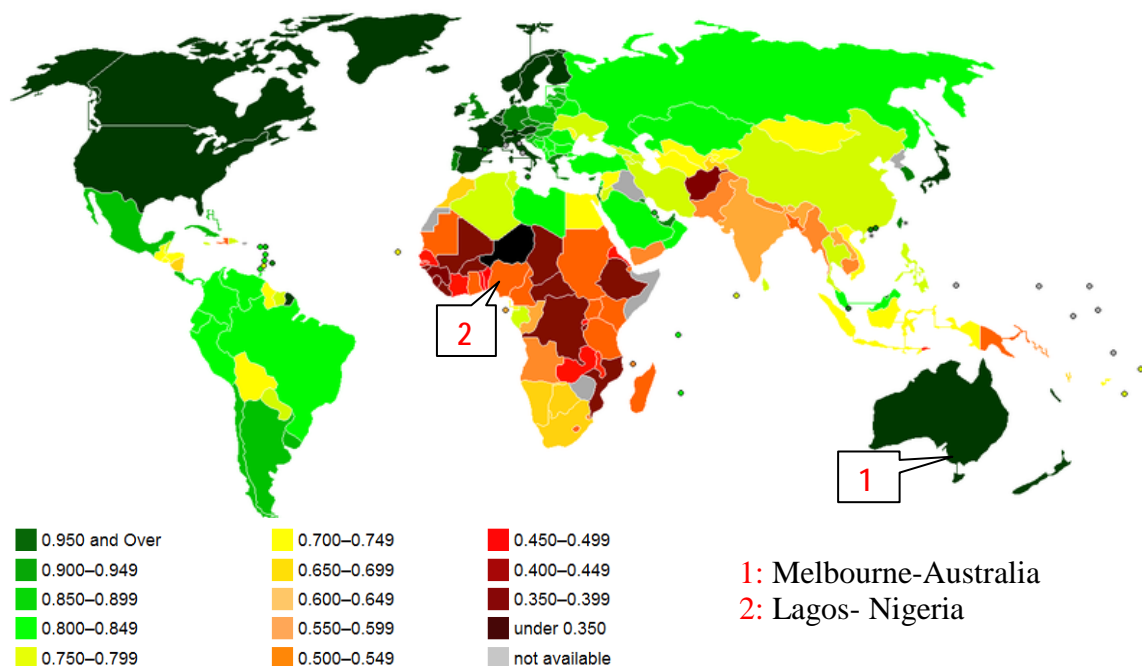 2
1
0.950 and Over
0.900–0.949
0.850–0.899
0.800–0.849
0.750–0.799
0.700–0.749
0.650–0.699
0.600–0.649
0.550–0.599
0.500–0.549
0.450–0.499
0.400–0.449
0.350–0.399
under 0.350
not available
1: Melbourne-Australia
2: Lagos- Nigeria